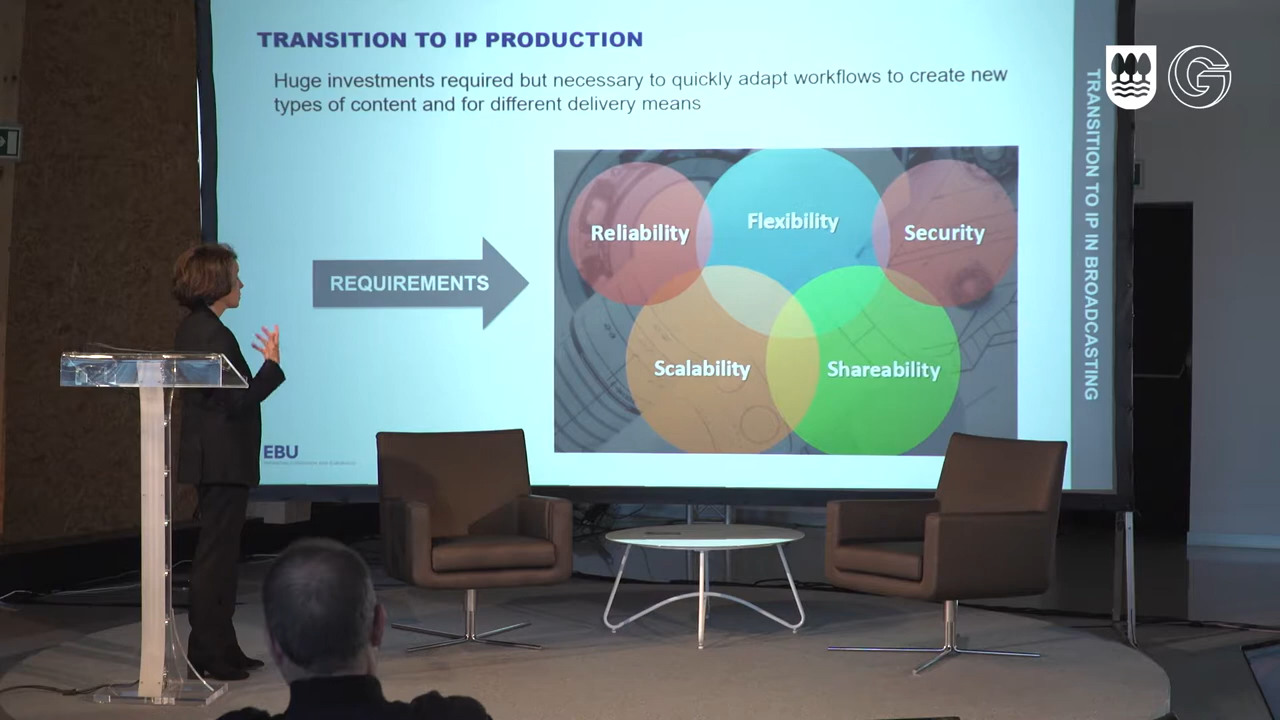 TRANSITION TO IP PRODUCTION
Huge investments required but necessary to quickly adapt workflows to create new
types of content and for different delivery means
REQUIREMENTS
Reliability
Flexibility
Security
Scalability
Shareability
EBU
TRANSITION TO IP IN BROADCASTING
G